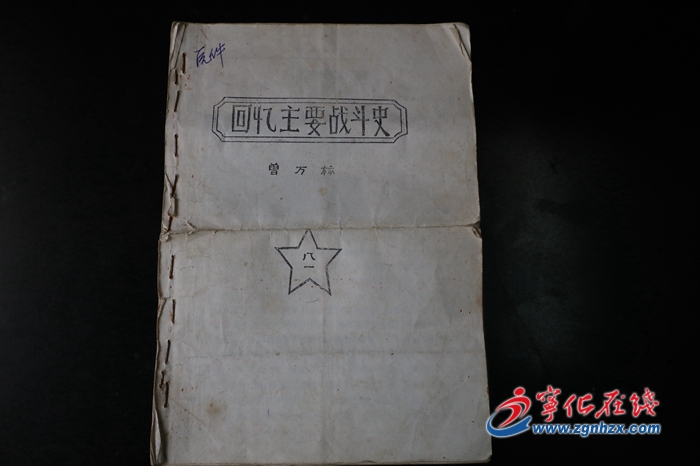 原件
回忆主要战斗史
曾万标
八
一
宁化在线
www.zgnhzx.com